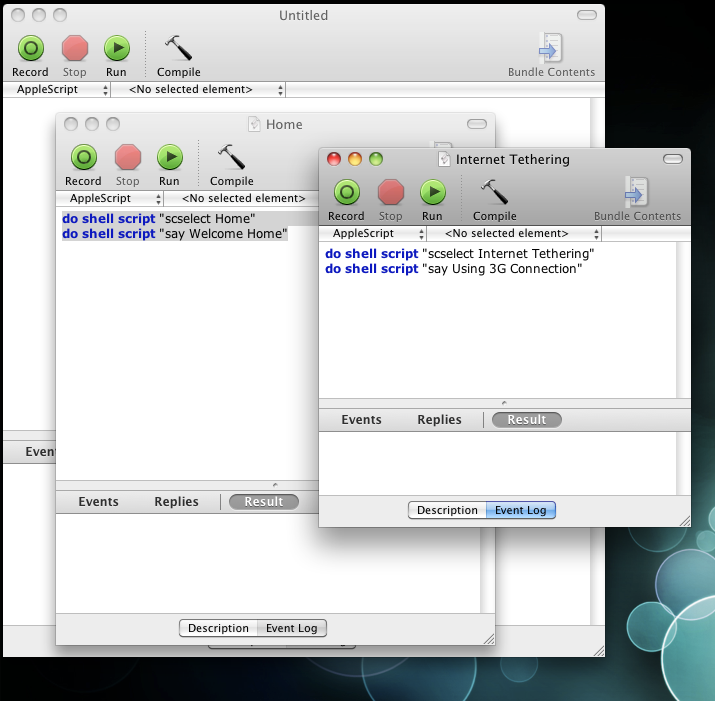 Untitled
Record Stop Run Compile Bundle Contents
AppleScript <No selected element>
Home
Record Stop Run Compile
AppleScript <No selected element>
do shell script "scselect Home"
do shell script "say Welcome Home"
Internet Tethering
Record Stop Run Compile Bundle Contents
AppleScript <No selected element>
do shell script "scselect Internet Tethering"
do shell script "say Using 3G Connection"
Events Replies Result
Description Event Log
Even
Events Replies Result
Description Event Log